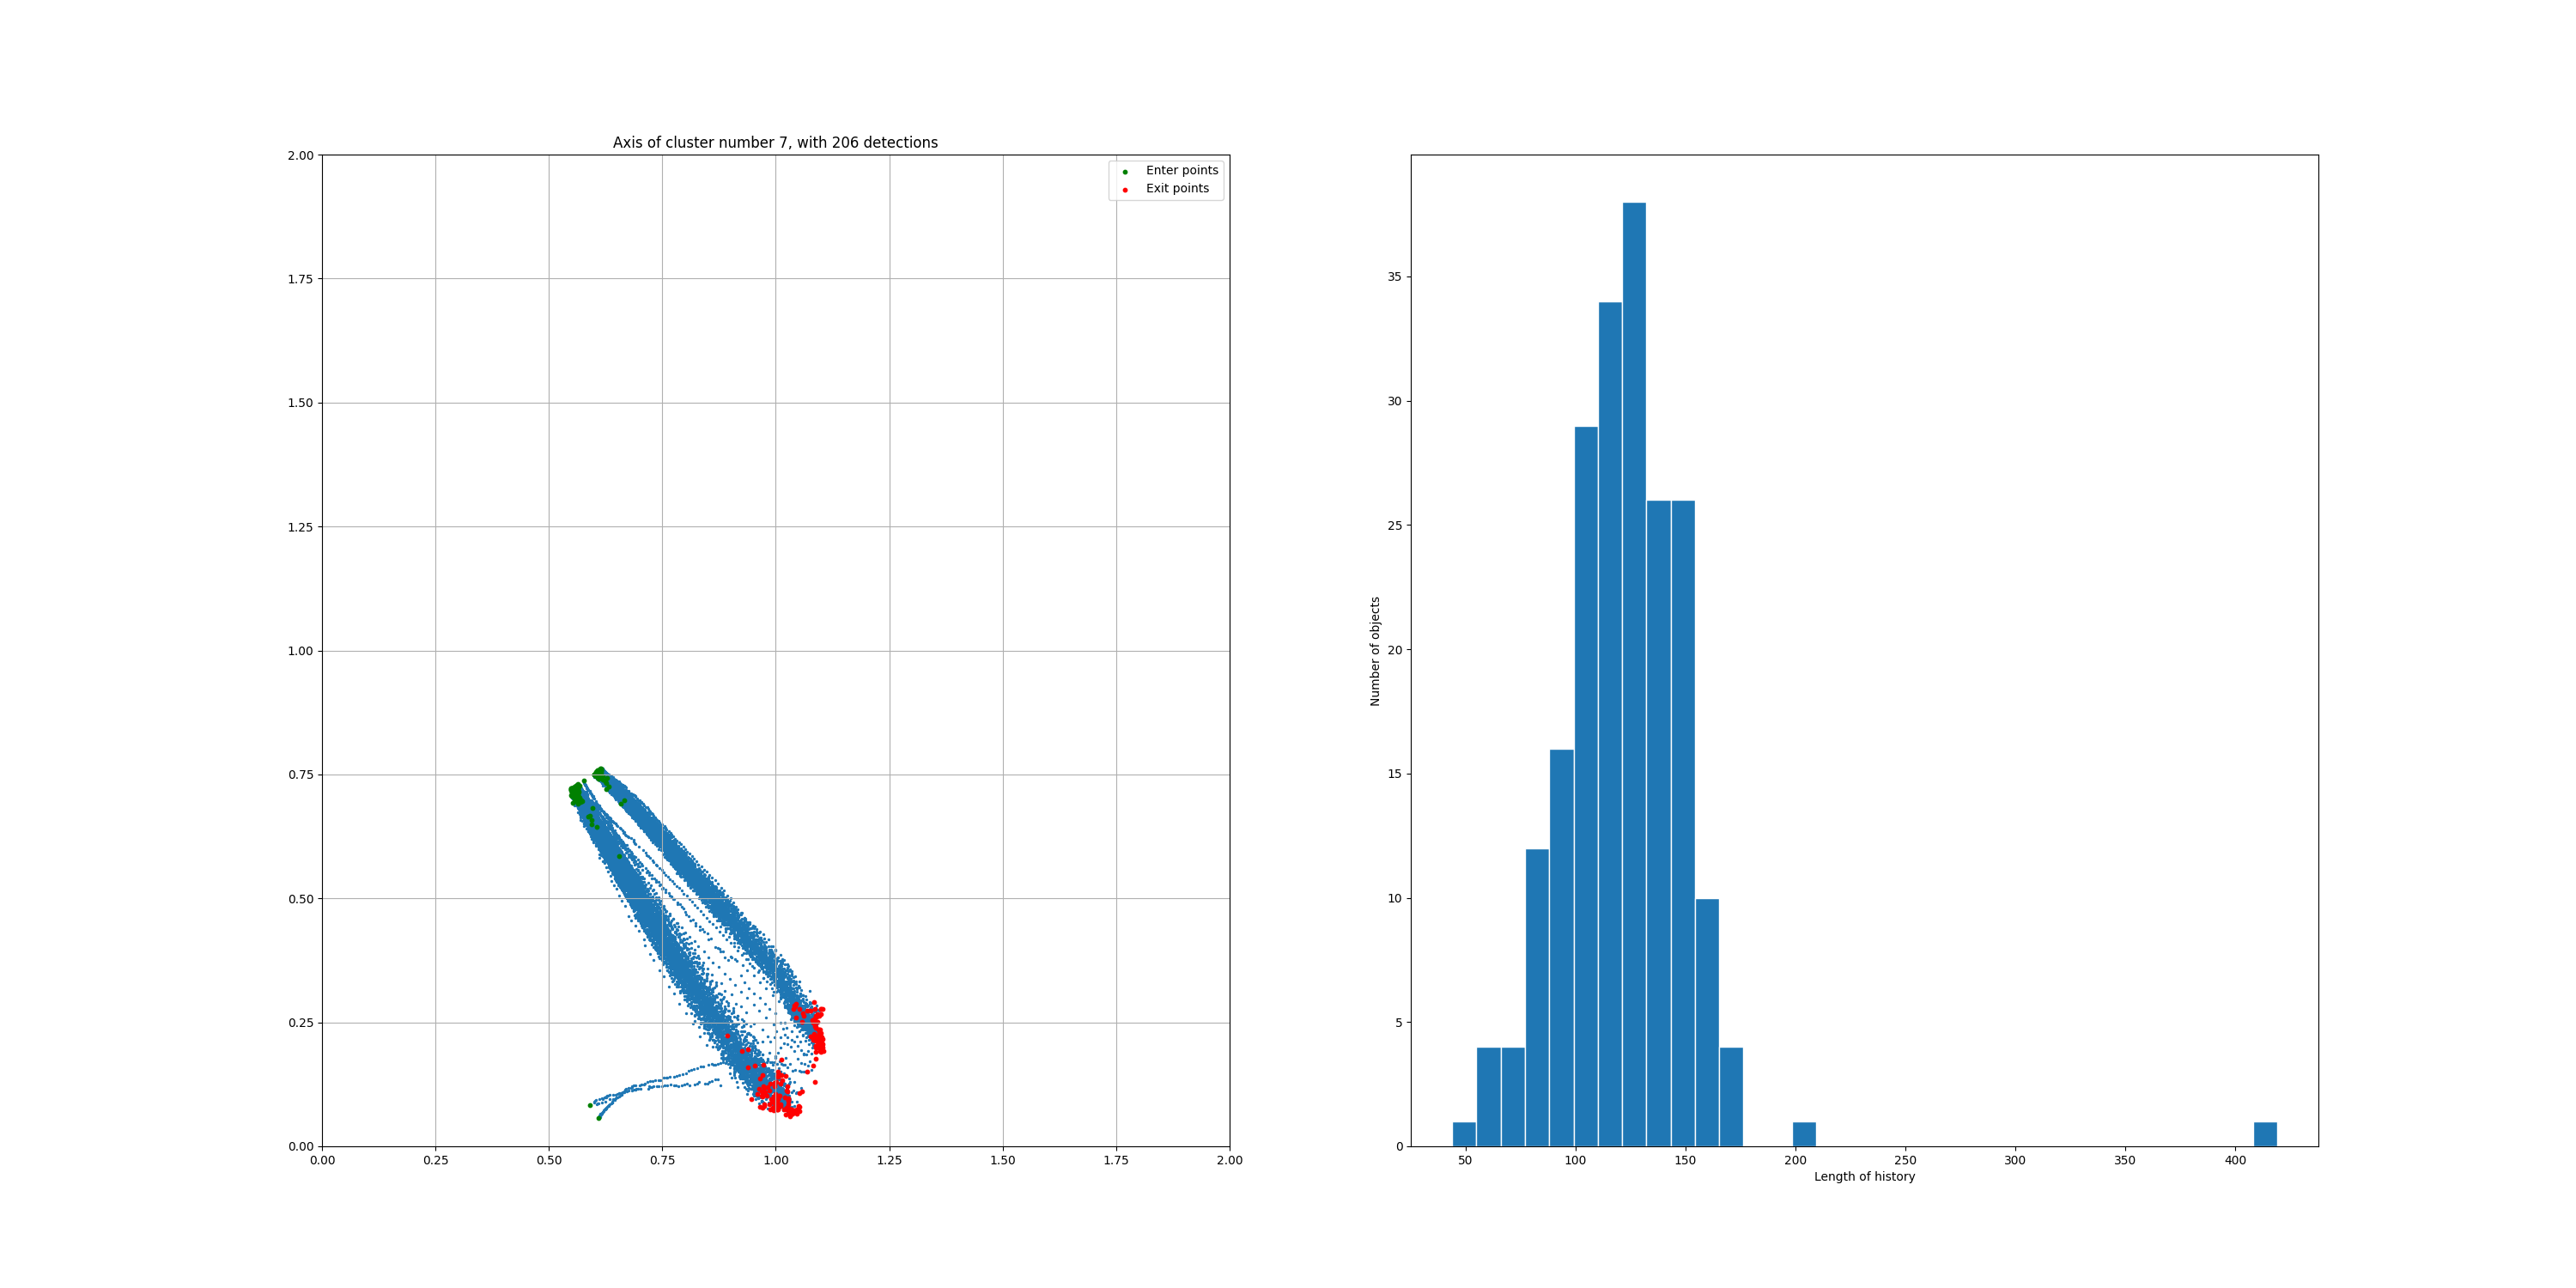 Axis of cluster number 7, with 206 detections
Enter points
Exit points
2.00
1.75
1.50
1.25
1.00
0.75
0.50
0.25
0.00
0.00 0.25 0.50 0.75 1.00 1.25 1.50 1.75 2.00
Number of objects
35
30
25
20
15
10
5
0
50 100 150 200 250 300 350 400
Length of history